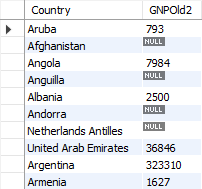 Country GNPOld2
Aruba 793
Afghanistan NULL
Angola 7984
Anguilla NULL
Albania 2500
Andorra NULL
Netherlands Antilles NULL
United Arab Emirates 36846
Argentina 323310
Armenia 1627